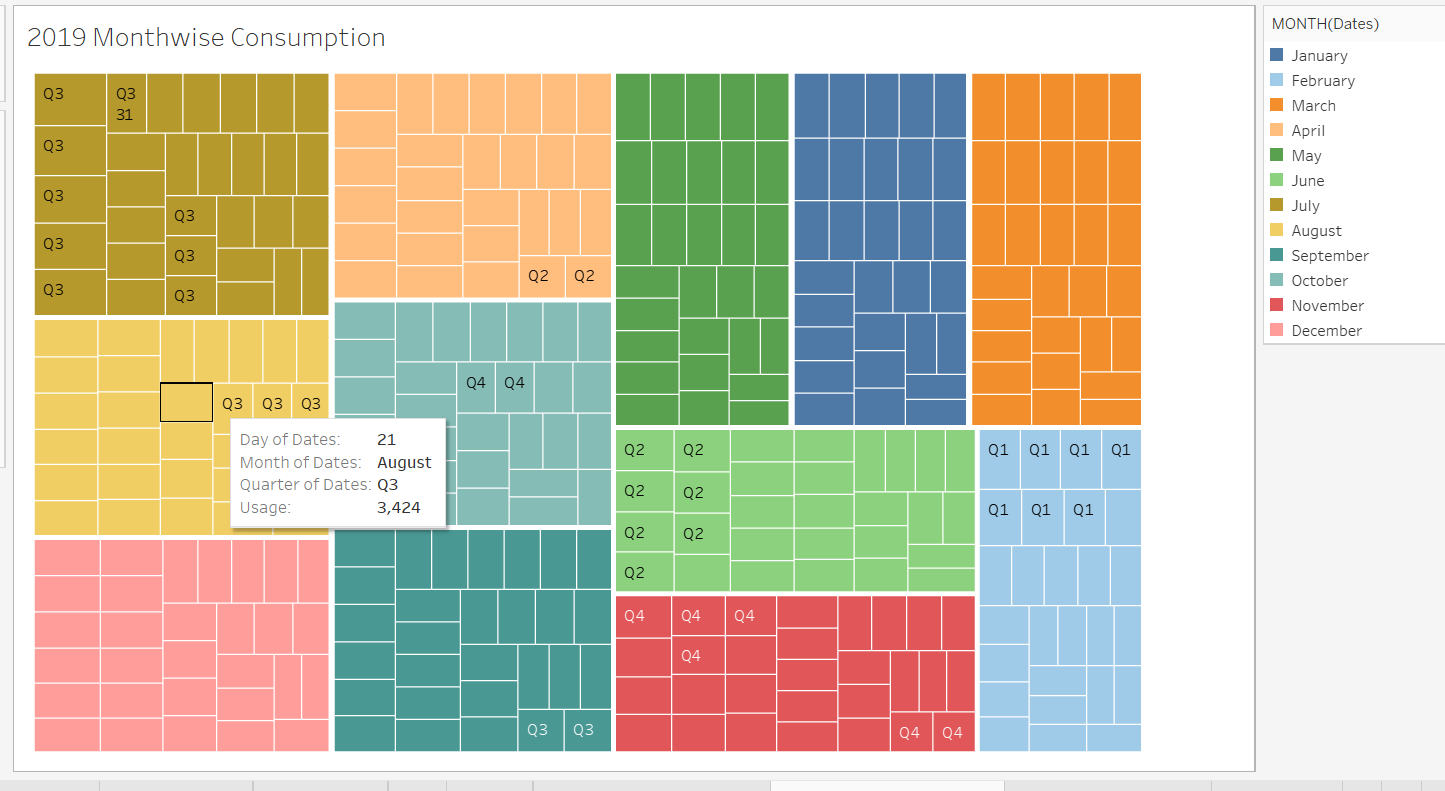 2019 Monthwise Consumption
Q3
Q3
31
Q3
Q3
Q3
Q3
Q3
Q3
Q3
Q2 Q2
Q4 Q4
Q3 Q3 Q3
Day of Dates: 21
Month of Dates: August
Quarter of Dates: Q3
Usage: 3,424
Q3 Q3
Q2 Q2
Q2 Q2
Q2 Q2
Q2
Q4 Q4 Q4
Q4
Q4 Q4
Q1 Q1 Q1 Q1
Q1 Q1 Q1
MONTH(Dates)
January
February
March
April
May
June
July
August
September
October
November
December